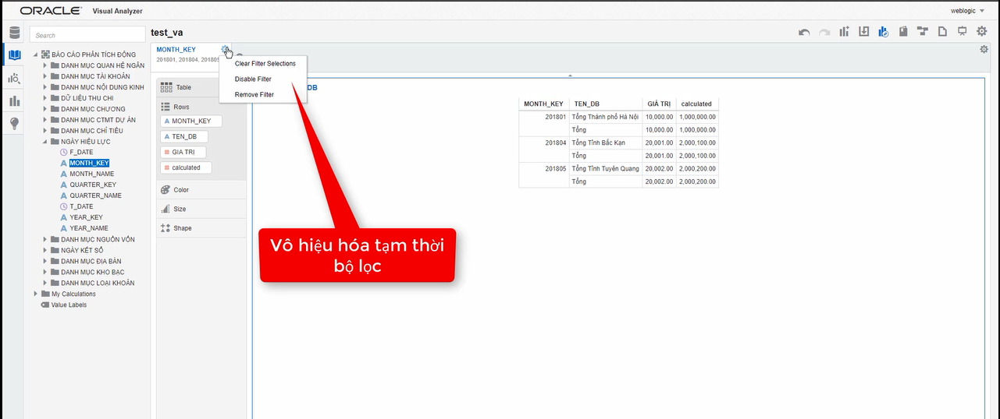 ORACLE Visual Analyzer
weblogic
Search
test_va
MONTH_KEY
201801, 201804, 201805
Clear Filter Selections
Disable Filter
Remove Filter
BÁO CÁO PHÂN TÍCH ĐỘNG
DANH MỤC QUAN HỆ NGÂN
DANH MỤC TÀI KHOẢN
DANH MỤC NỘI DUNG KINH
DỮ LIỆU THU CHI
DANH MỤC CHƯƠNG
DANH MỤC CTMT DỰ ÁN
DANH MỤC CHỈ TIÊU
NGÀY HIỆU LỰC
F_DATE
MONTH_KEY
MONTH_NAME
QUARTER_KEY
QUARTER_NAME
T_DATE
YEAR_KEY
YEAR_NAME
DANH MỤC NGUỒN VỐN
NGÀY KẾT SỔ
DANH MỤC ĐỊA BÀN
DANH MỤC KHO BẠC
DANH MỤC LOẠI KHOẢN
My Calculations
Value Labels
Table
Rows
MONTH_KEY
TEN_DB
GIÁ TRỊ
calculated
Color
Size
Shape
DB
MONTH_KEY TEN_DB GIÁ TRỊ calculated
201801 Tổng Thành phố Hà Nội 10,000.00 1,000,000.00
Tổng 10,000.00 1,000,000.00
201804 Tổng Tỉnh Bắc Kạn 20,001.00 2,000,100.00
Tổng 20,001.00 2,000,100.00
201805 Tổng Tỉnh Tuyên Quang 20,002.00 2,000,200.00
Tổng 20,002.00 2,000,200.00
Vô hiệu hóa tạm thời
bộ lọc